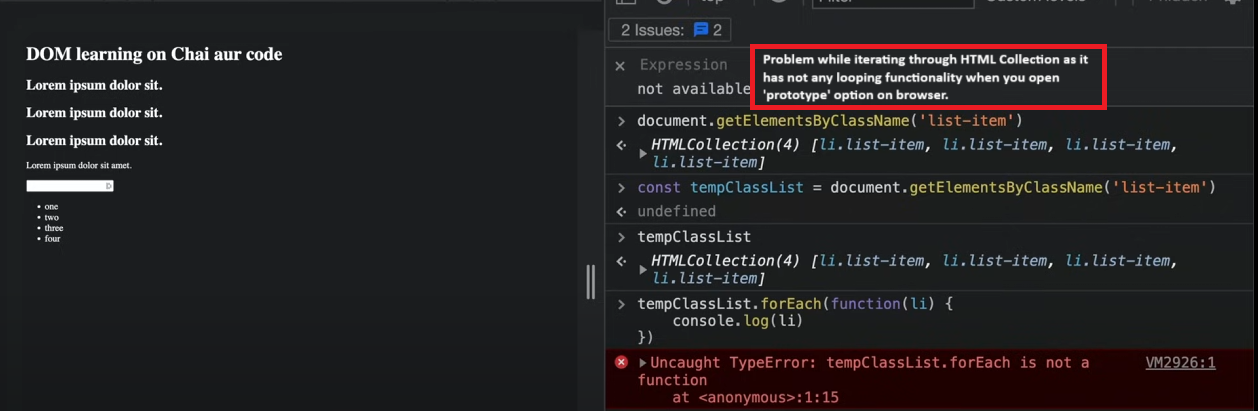 DOM learning on Chai aur code
Lorem ipsum dolor sit.
Lorem ipsum dolor sit.
Lorem ipsum dolor sit.
Lorem ipsum dolor sit amet.
• one
• two
• three
• four
2 Issues: 2
Expression
not available
Problem while iterating through HTML Collection as it
has not any looping functionality when you open
'prototype' option on browser.
> document.getElementsByClassName('list-item')
HTMLCollection(4) [li.list-item, li.list-item, li.list-item,
li.list-item]
> const tempClassList = document.getElementsByClassName('list-item')
undefined
> tempClassList
HTMLCollection(4) [li.list-item, li.list-item, li.list-item,
li.list-item]
> tempClassList.forEach(function(li) {
console.log(li)
})
Uncaught TypeError: tempClassList.forEach is not a VM2926:1
function
at <anonymous>:1:15